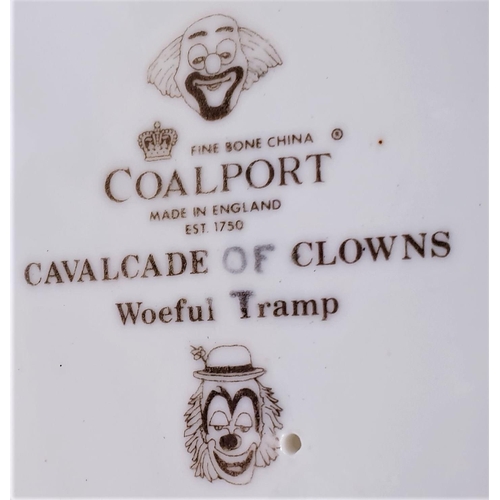 FINE BONE CHINA ®
COALPORT
MADE IN ENGLAND
EST. 1750
CAVALCADE OF CLOWNS
Woeful Tramp